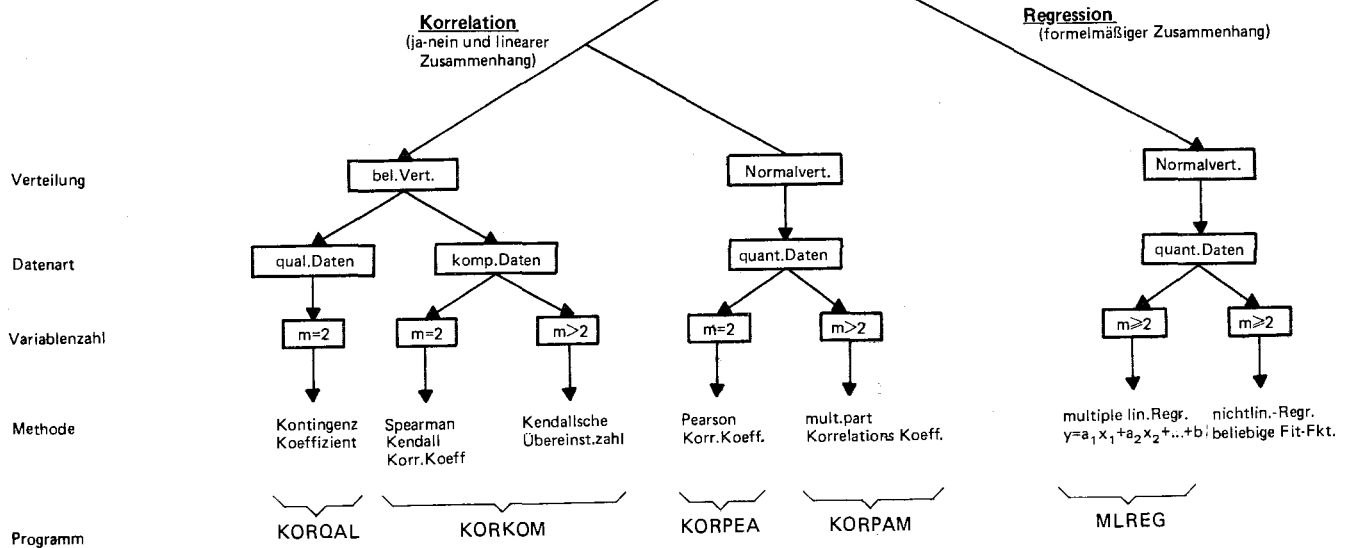 Korrelation
(ja-nein und linearer
Zusammenhang)
Regression
(formelmäßiger Zusammenhang)
Verteilung
bel.Vert.
Normalvert.
Normalvert.
Datenart
qual.Daten
komp.Daten
quant.Daten
quant.Daten
Variablenzahl
m=2
m=2
m>2
m=2
m>2
m⩾2
m⩾2
Methode
Kontingenz
Koeffizient
Spearman
Kendall
Korr.Koeff
Kendallsche
Übereinst.zahl
Pearson
Korr.Koeff.
mult.part
Korrelations Koeff.
multiple lin.Regr.
y=a₁x₁+a₂x₂+...+b
nichtlin.-Regr.
beliebige Fit-Fkt.
Programm
KORQAL
KORKOM
KORPEA
KORPAM
MLREG